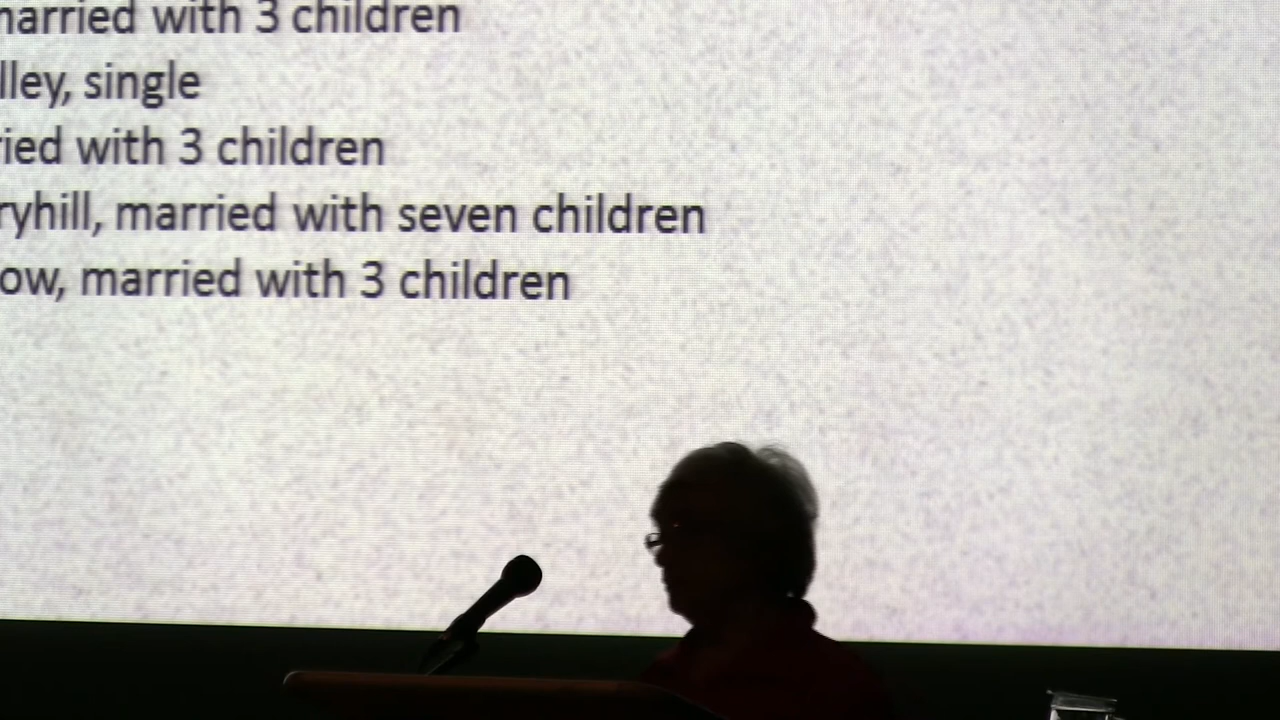 married with 3 children
lley, single
ried with 3 children
ryhill, married with seven children
ow, married with 3 children